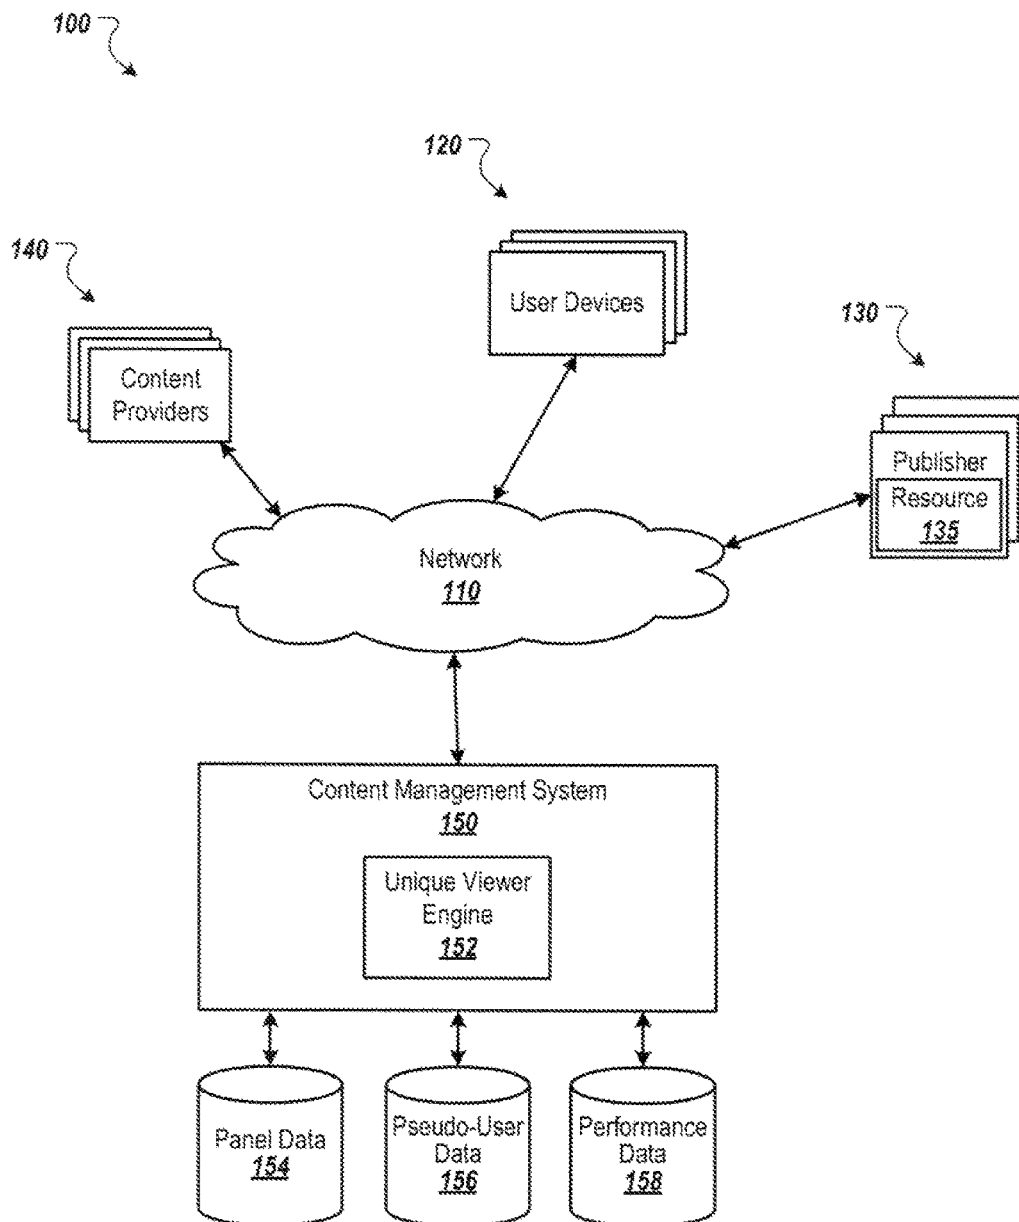 100
120
140
User Devices
130
Content
Providers
Publisher
Resource
135
Network
110
Content Management System
150
Unique Viewer
Engine
152
Panel Data
154
Pseudo-User
Data
156
Performance
Data
158